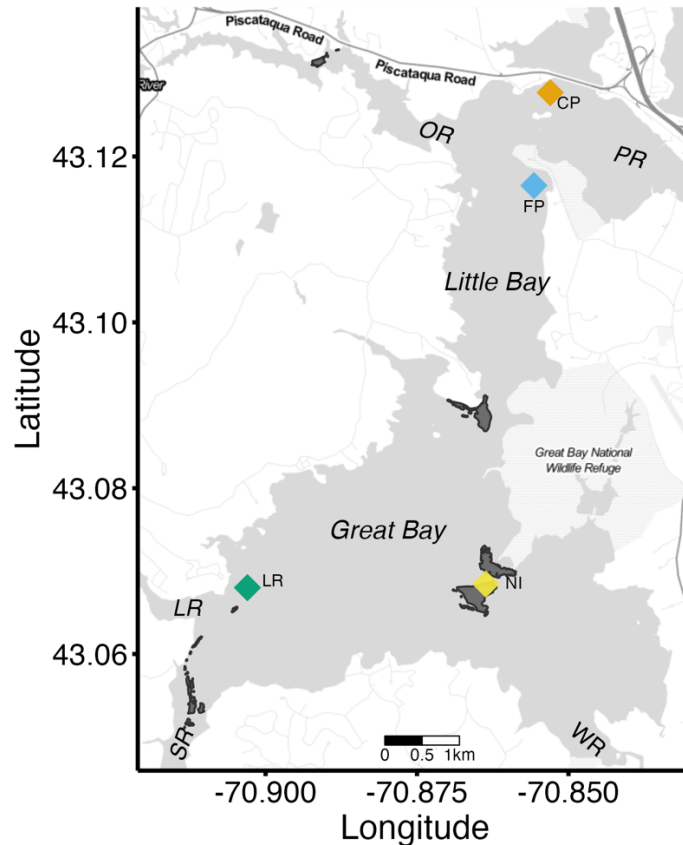 Piscataqua Road
Piscataqua Road
River
CP
OR
PR
43.12
FP
Little Bay
43.10
Latitude
Great Bay National
Wildlife Refuge
43.08
Great Bay
LR
NI
LR
43.06
SR
WR
0 0.5 1km
-70.900 -70.875 -70.850
Longitude